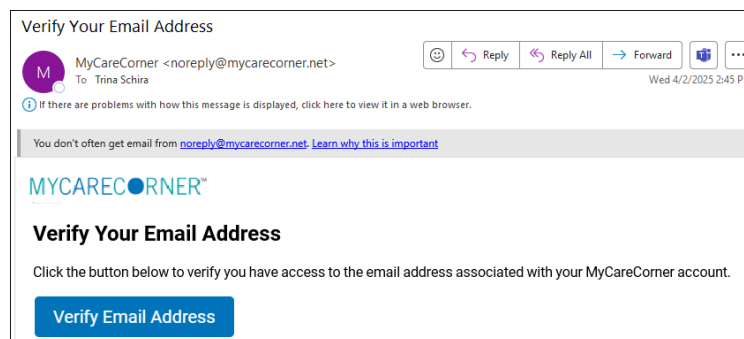 Verify Your Email Address
M
MyCareCorner <noreply@mycarecorner.net>
To Trina Schira
Reply
Reply All
Forward
Wed 4/2/2025 2:45 P
If there are problems with how this message is displayed, click here to view it in a web browser.
You don't often get email from noreply@mycarecorner.net. Learn why this is important
MYCARECORNER™
Verify Your Email Address
Click the button below to verify you have access to the email address associated with your MyCareCorner account.
Verify Email Address